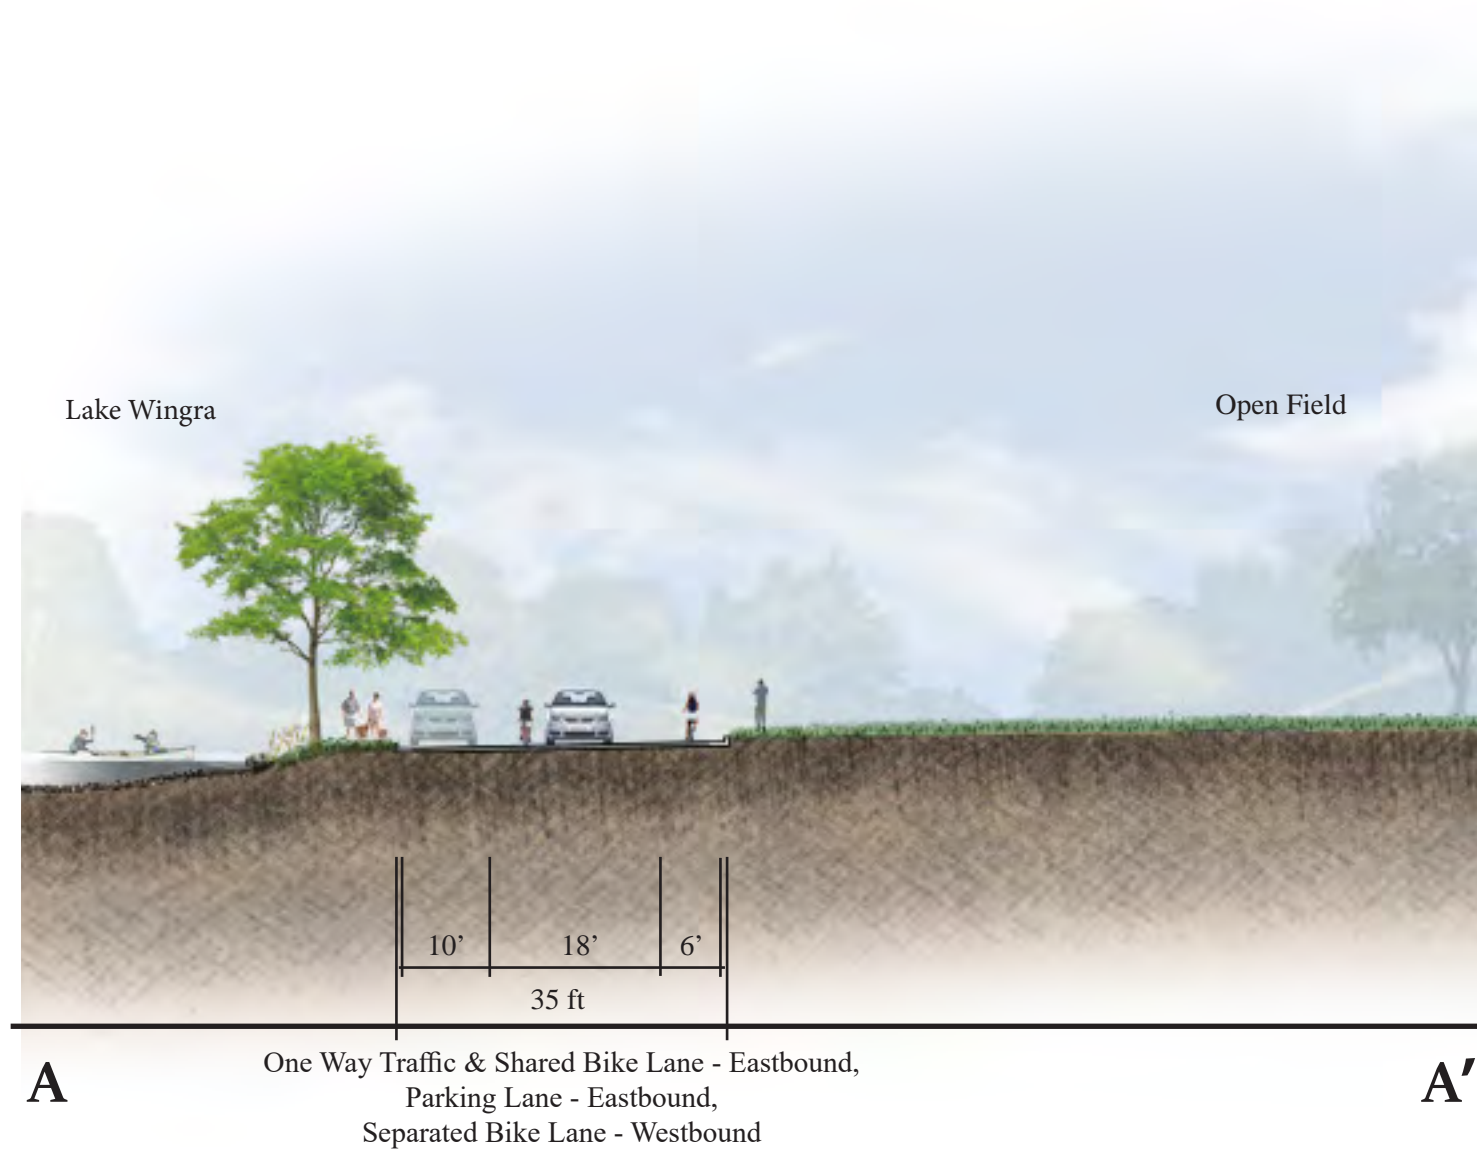 Lake Wingra
Open Field
10’
18’
6’
35 ft
One Way Traffic & Shared Bike Lane - Eastbound,
Parking Lane - Eastbound,
Separated Bike Lane - Westbound
A
A′